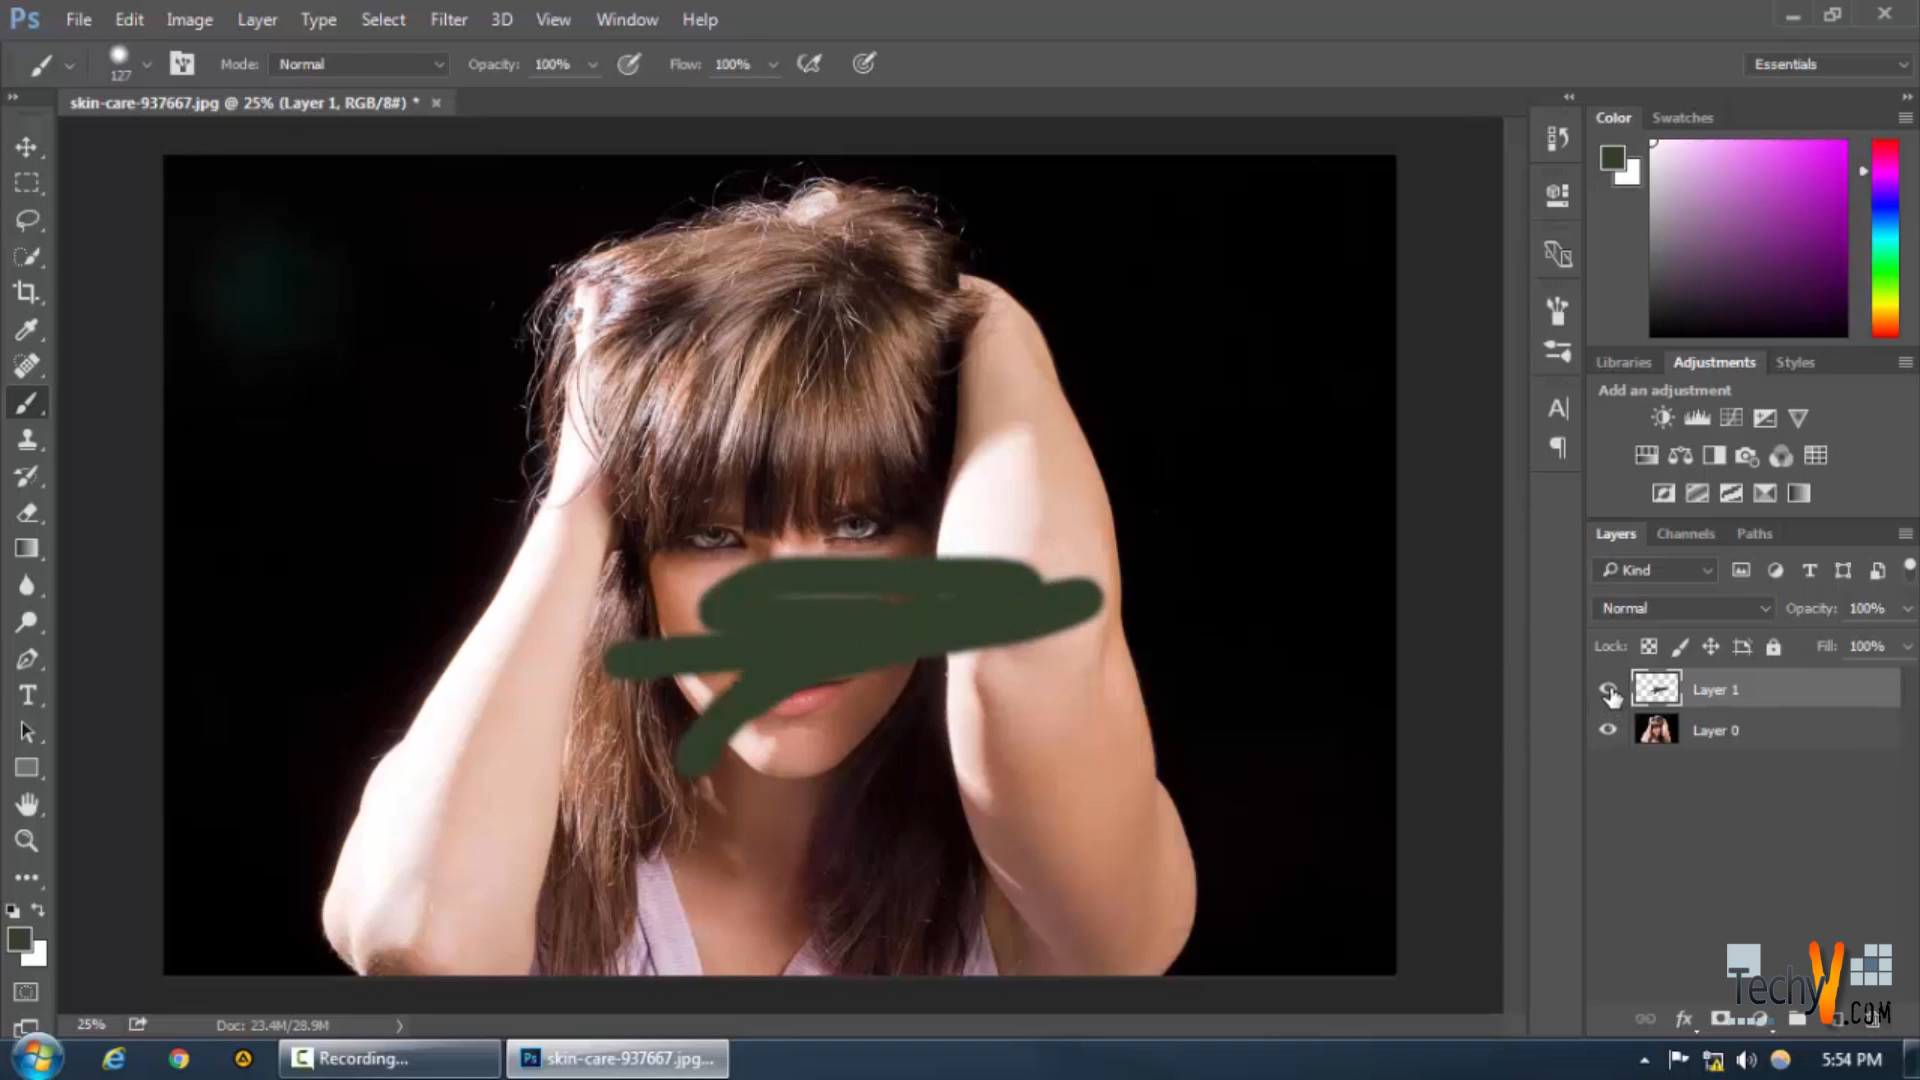 Ps File Edit Image Layer Type Select Filter 3D View Window Help
127 Mode: Normal Opacity: 100% Flow: 100% Essentials
skin-care-937667.jpg @ 25% (Layer 1, RGB/8#) *
Color Swatches
Libraries Adjustments Styles
Add an adjustment
Layers Channels Paths
Kind
Normal Opacity: 100%
Lock: Fill: 100%
Layer 1
Layer 0
TechyV
.COM
25% Doc: 23.4M/28.9M
Recording...
Ps skin-care-937667.jpg...
5:54 PM